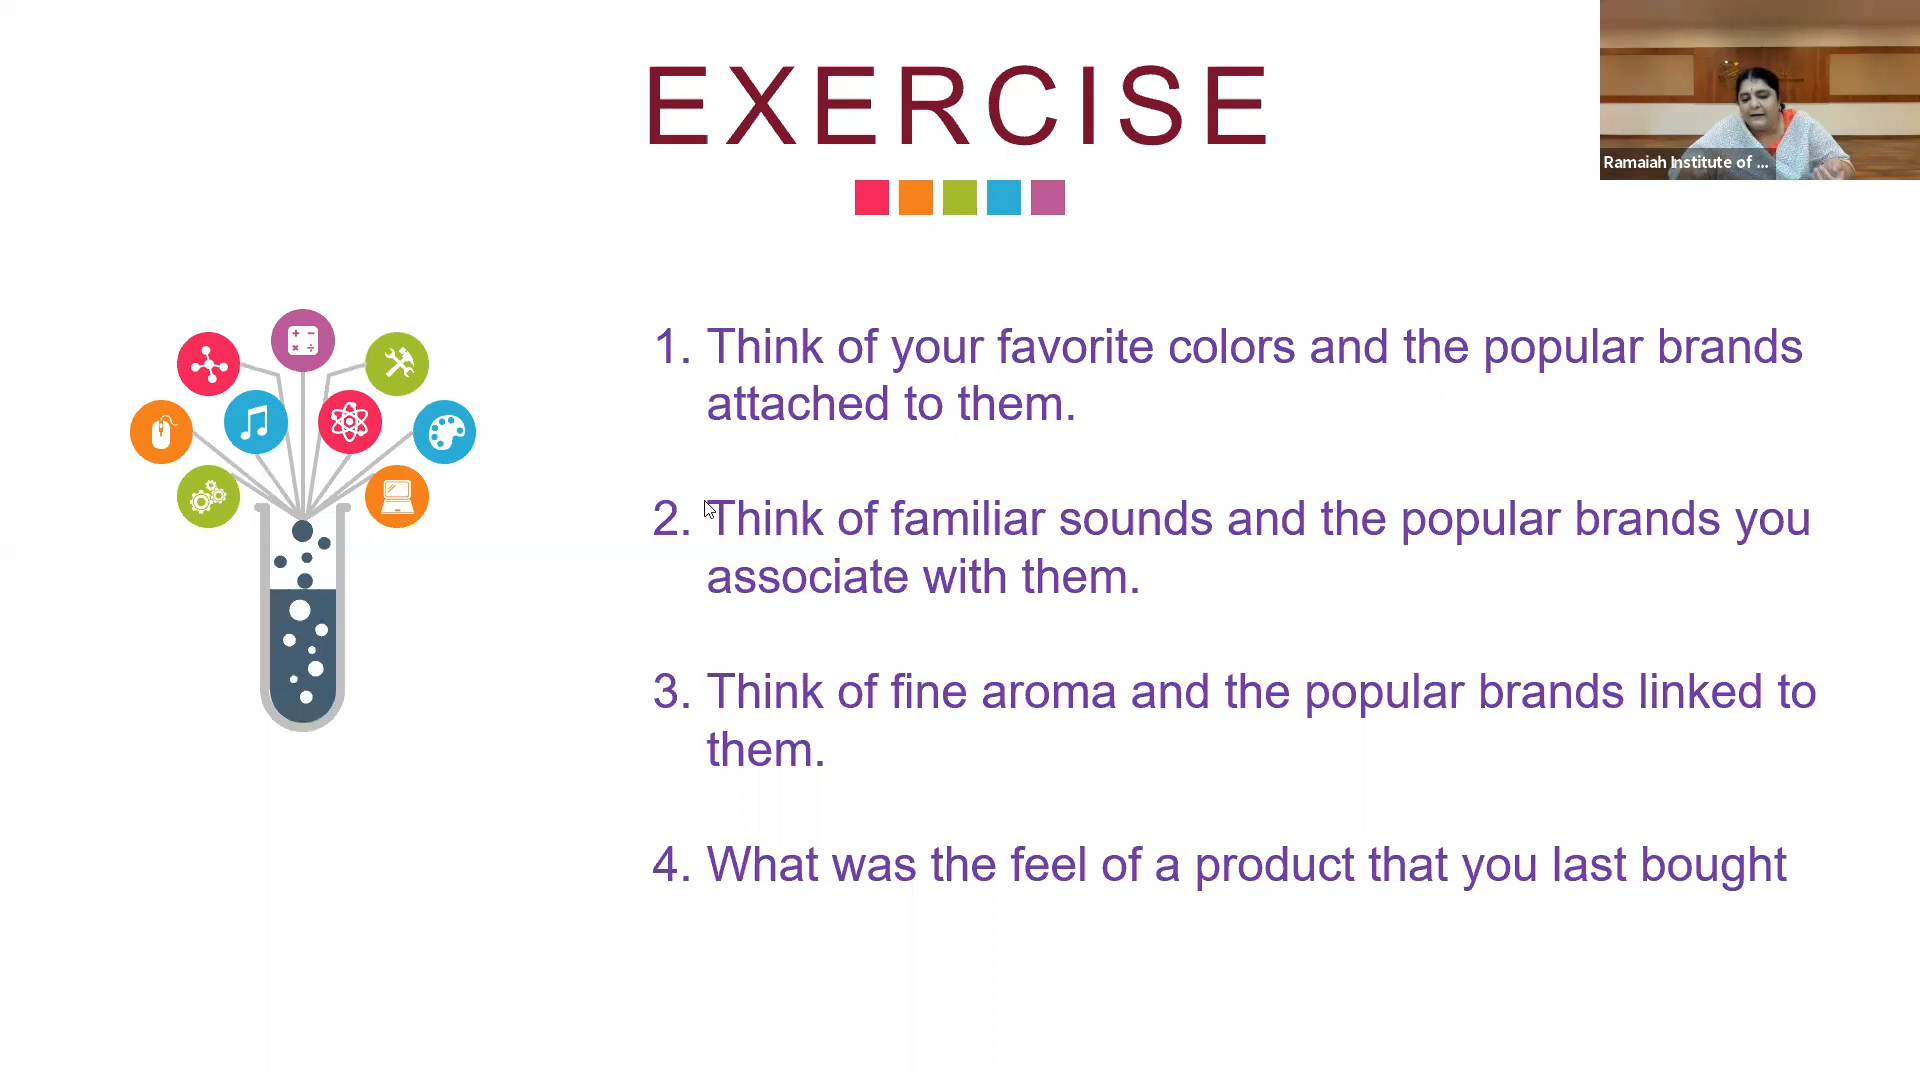 EXERCISE
Ramaiah Institute of ...
1. Think of your favorite colors and the popular brands
attached to them.
2. Think of familiar sounds and the popular brands you
associate with them.
3. Think of fine aroma and the popular brands linked to
them.
4. What was the feel of a product that you last bought